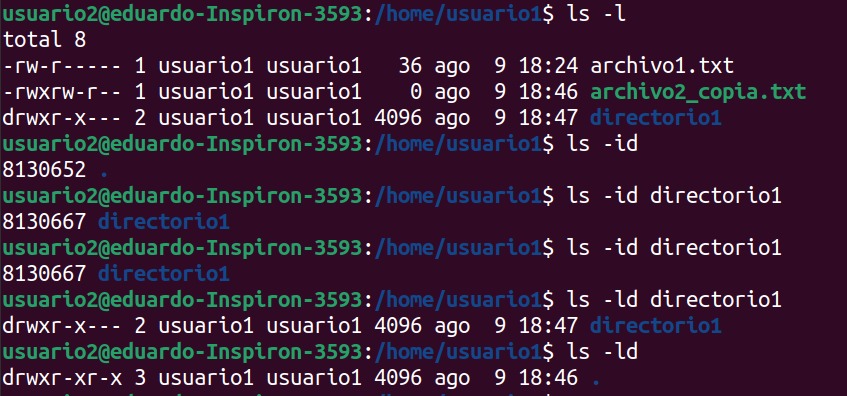 usuario2@eduardo-Inspiron-3593:/home/usuario1$ ls -l
total 8
-rw-r----- 1 usuario1 usuario1   36 ago  9 18:24 archivo1.txt
-rwxrw-r-- 1 usuario1 usuario1    0 ago  9 18:46 archivo2_copia.txt
drwxr-x--- 2 usuario1 usuario1 4096 ago  9 18:47 directorio1
usuario2@eduardo-Inspiron-3593:/home/usuario1$ ls -id
8130652 .
usuario2@eduardo-Inspiron-3593:/home/usuario1$ ls -id directorio1
8130667 directorio1
usuario2@eduardo-Inspiron-3593:/home/usuario1$ ls -id directorio1
8130667 directorio1
usuario2@eduardo-Inspiron-3593:/home/usuario1$ ls -ld directorio1
drwxr-x--- 2 usuario1 usuario1 4096 ago  9 18:47 directorio1
usuario2@eduardo-Inspiron-3593:/home/usuario1$ ls -ld
drwxr-xr-x 3 usuario1 usuario1 4096 ago  9 18:46 .